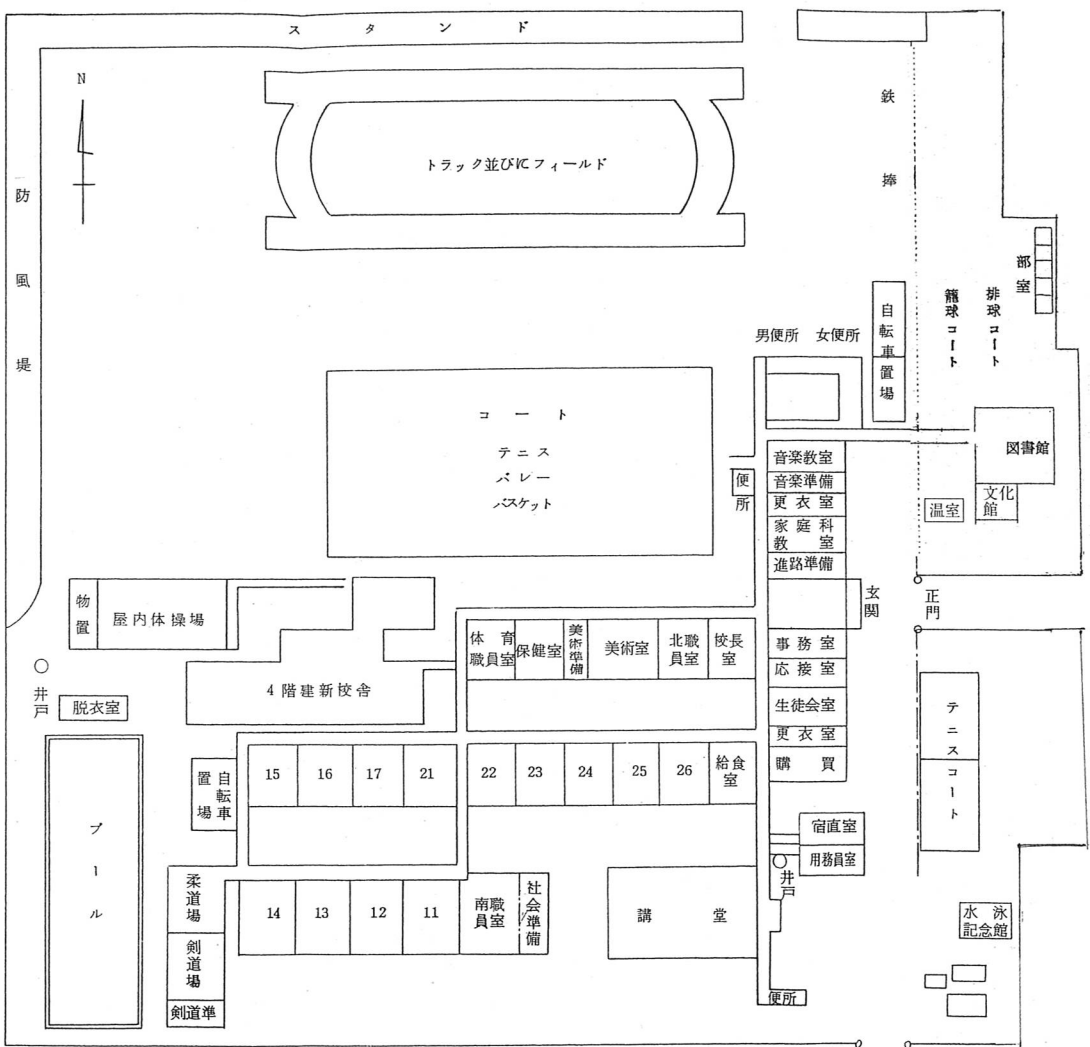 スタンド
N
鉄捧
トラック並びにフィールド
防風堤
部室
籠球コート
排球コート
自転車置場
男便所 女便所
コート
テニス
バレー
バスケット
便所
音楽教室
音楽準備
更衣室
家庭科
教室
進路準備
図書館
文化
館
温室
玄関
正門
物置
屋内体操場
4階建新校舎
井戸
脱衣室
体育
職員室
保健室
美術準備
美術室
北職
員室
校長
室
事務室
応接室
生徒会室
更衣室
購買
テニスコート
自転車
置場
15
16
17
21
22
23
24
25
26
給食
室
プール
宿直室
用務員室
井戸
柔道場
剣道場
剣道準
14
13
12
11
南職
員室
社会準備
講堂
水泳
記念館
便所